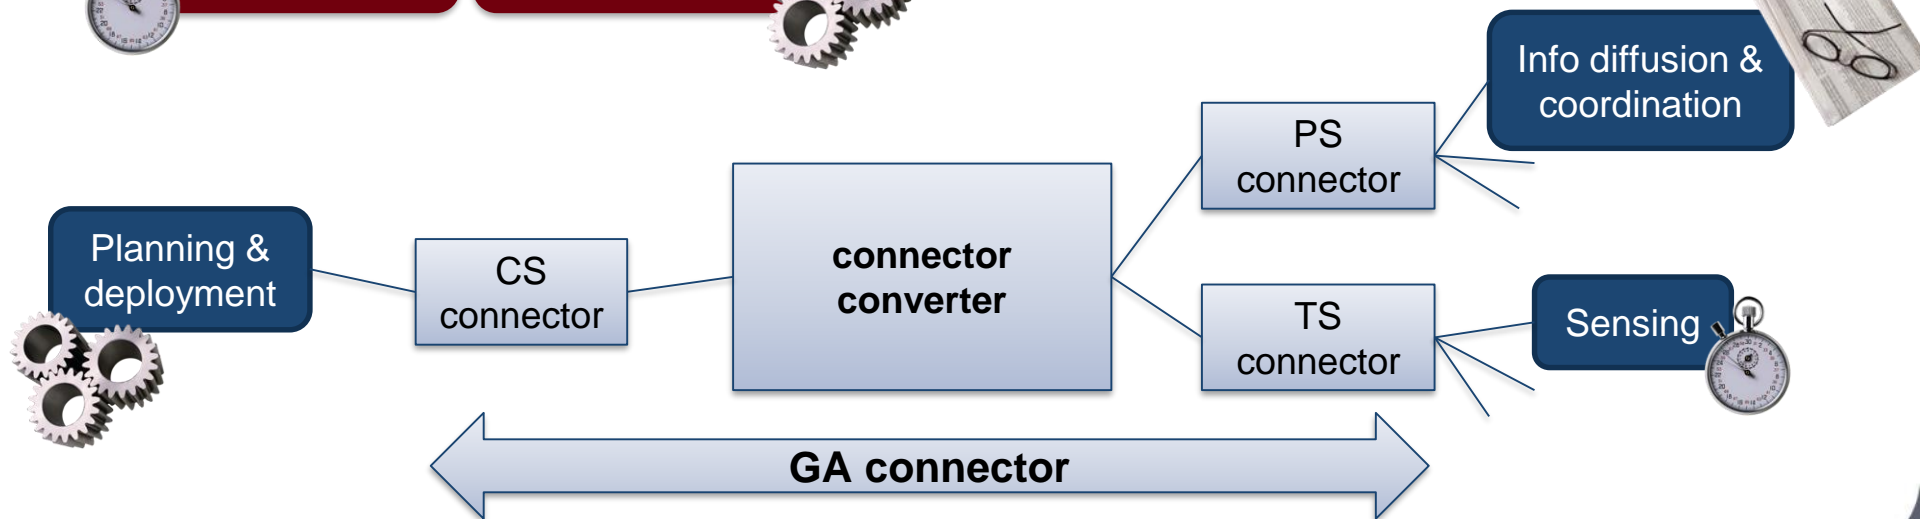 Info diffusion &
coordination
PS
connector
Planning &
deployment
CS
connector
connector
converter
TS
connector
Sensing
GA connector